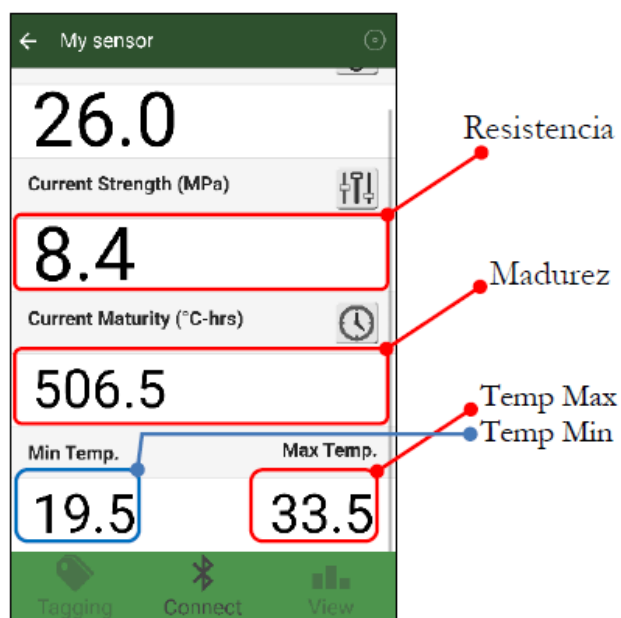 My sensor
26.0
Resistencia
Current Strength (MPa)
8.4
Madurez
Current Maturity (°C-hrs)
506.5
Temp Max
Temp Min
Min Temp.
Max Temp.
19.5
33.5
Tagging
Connect
View